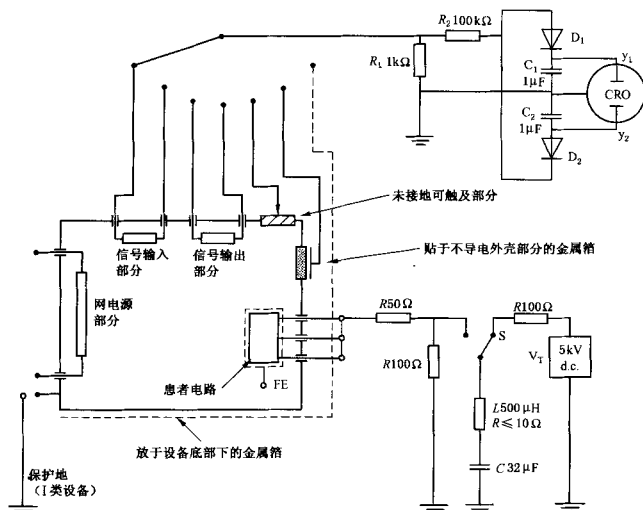 R₂ 100kΩ
D₁
R₁ 1kΩ
C₁
1μF
y₁
CRO
C₂
1μF
y₂
D₂
未接地可触及部分
信号输入
部分
信号输出
部分
贴于不导电外壳部分的金属箔
网电源
部分
R50Ω
S
R100Ω
R100Ω
V_T
5kV
d.c.
患者电路
FE
L500μH
R≤10Ω
放于设备底部下的金属箔
C 32μF
保护地
(Ⅰ类设备)